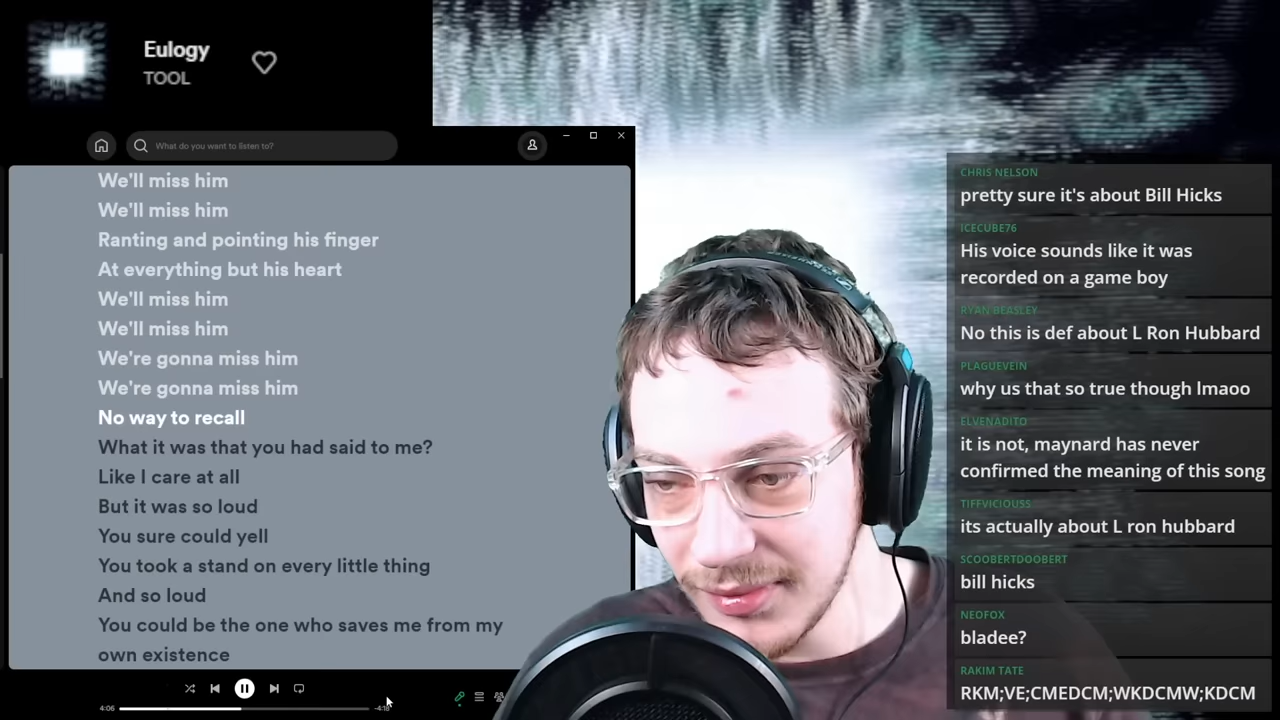 Eulogy
TOOL
What do you want to listen to?
We'll miss him
We'll miss him
Ranting and pointing his finger
At everything but his heart
We'll miss him
We'll miss him
We're gonna miss him
We're gonna miss him
No way to recall
What it was that you had said to me?
Like I care at all
But it was so loud
You sure could yell
You took a stand on every little thing
And so loud
You could be the one who saves me from my
own existence
4:06
-4:18
CHRIS NELSON
pretty sure it's about Bill Hicks
ICECUBE76
His voice sounds like it was
recorded on a game boy
RYAN BEASLEY
No this is def about L Ron Hubbard
PLAGUEVEIN
why us that so true though lmaoo
ELVENADITO
it is not, maynard has never
confirmed the meaning of this song
TIFFVICIOUSS
its actually about L ron hubbard
SCOOBERTDOOBERT
bill hicks
NEOFOX
bladee?
RAKIM TATE
RKM;VE;CMEDCM;WKDCMW;KDCM